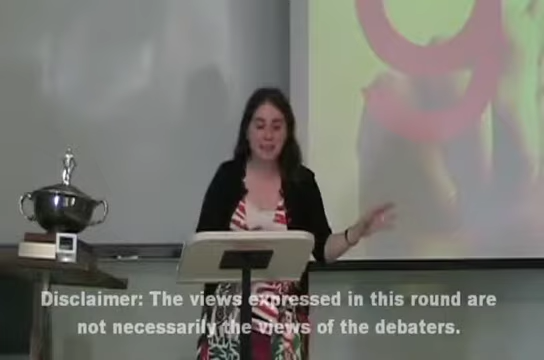 Disclaimer: The views expressed in this round are
not necessarily the views of the debaters.